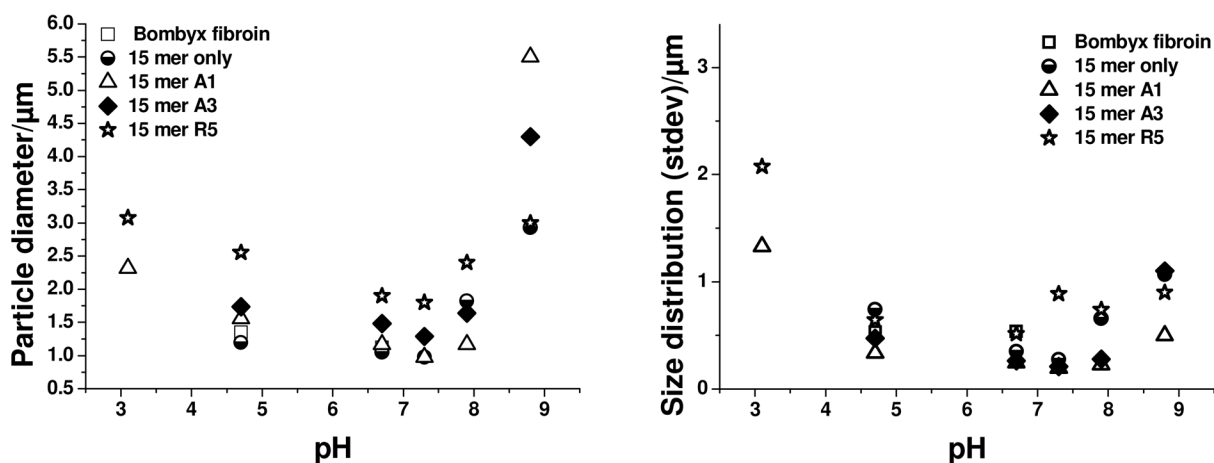 Particle diameter/µm
6.0
5.5
5.0
4.5
4.0
3.5
3.0
2.5
2.0
1.5
1.0
0.5
Bombyx fibroin
15 mer only
15 mer A1
15 mer A3
15 mer R5
3 4 5 6 7 8 9
pH
Size distribution (stdev)/µm
3
2
1
0
Bombyx fibroin
15 mer only
15 mer A1
15 mer A3
15 mer R5
3 4 5 6 7 8 9
pH